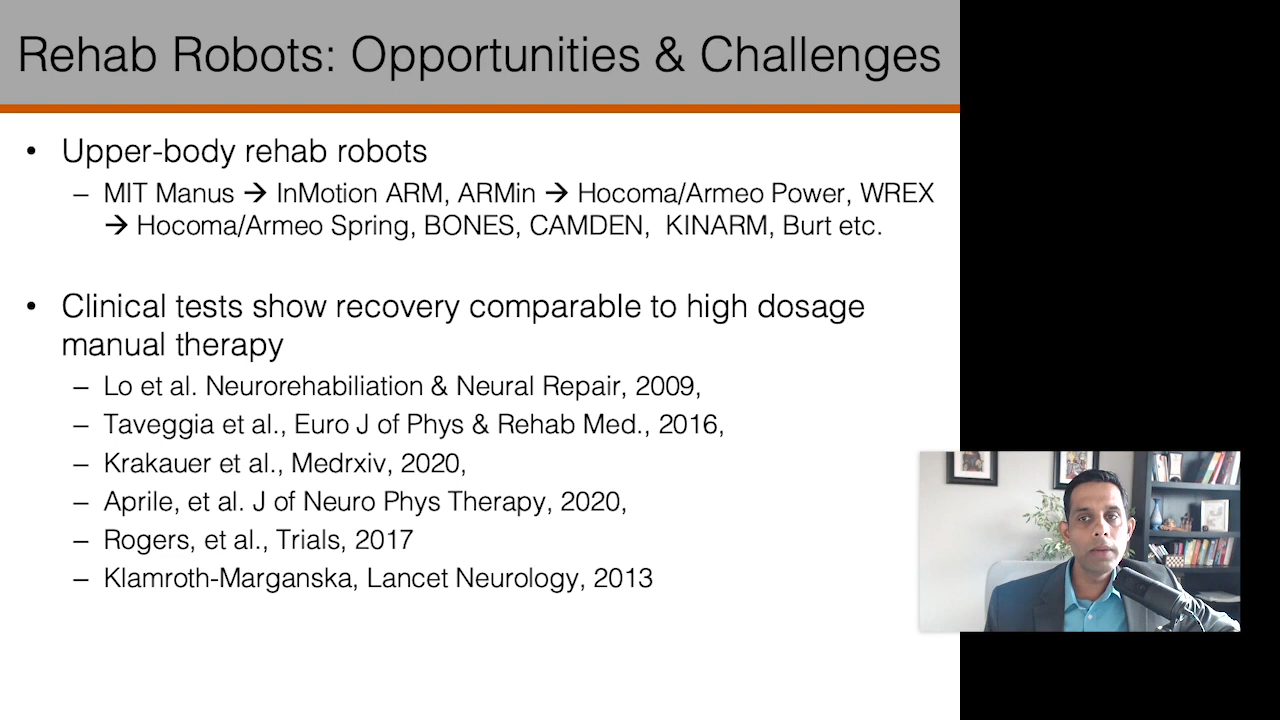 Rehab Robots: Opportunities & Challenges
• Upper-body rehab robots
– MIT Manus → InMotion ARM, ARMin → Hocoma/Armeo Power, WREX
→ Hocoma/Armeo Spring, BONES, CAMDEN, KINARM, Burt etc.
• Clinical tests show recovery comparable to high dosage
manual therapy
– Lo et al. Neurorehabiliation & Neural Repair, 2009,
– Taveggia et al., Euro J of Phys & Rehab Med., 2016,
– Krakauer et al., Medrxiv, 2020,
– Aprile, et al. J of Neuro Phys Therapy, 2020,
– Rogers, et al., Trials, 2017
– Klamroth-Marganska, Lancet Neurology, 2013